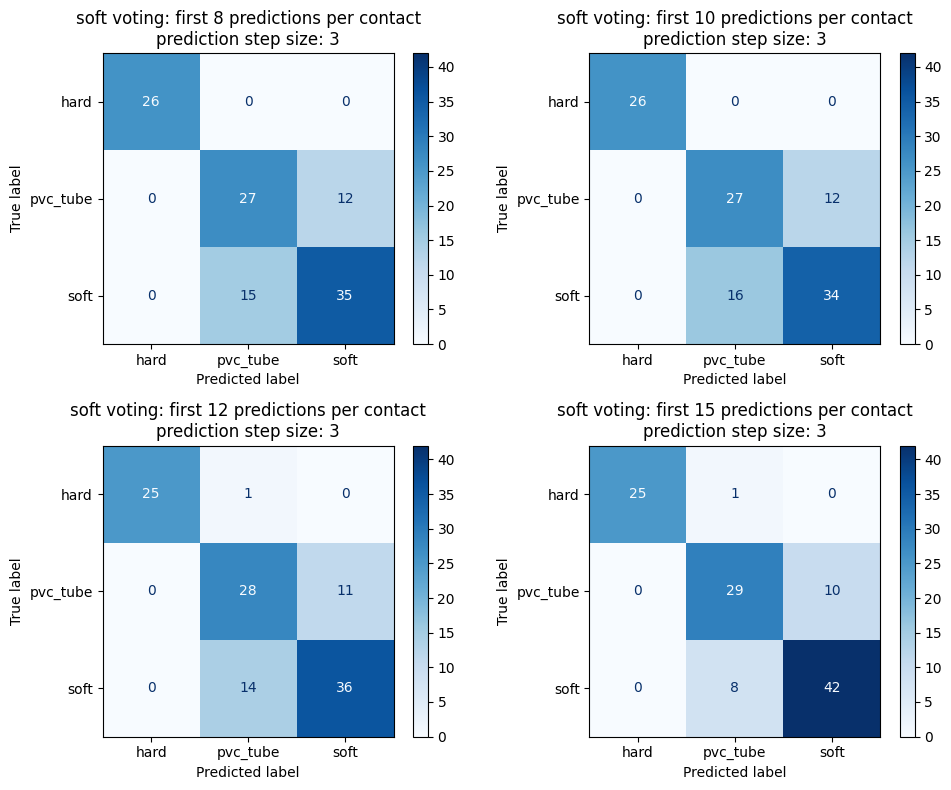 soft voting: first 8 predictions per contact
prediction step size: 3
True label
hard
pvc_tube
soft
26 0 0
0 27 12
0 15 35
hard pvc_tube soft
Predicted label
40
35
30
25
20
15
10
5
0
soft voting: first 10 predictions per contact
prediction step size: 3
True label
hard
pvc_tube
soft
26 0 0
0 27 12
0 16 34
hard pvc_tube soft
Predicted label
40
35
30
25
20
15
10
5
0
soft voting: first 12 predictions per contact
prediction step size: 3
True label
hard
pvc_tube
soft
25 1 0
0 28 11
0 14 36
hard pvc_tube soft
Predicted label
40
35
30
25
20
15
10
5
0
soft voting: first 15 predictions per contact
prediction step size: 3
True label
hard
pvc_tube
soft
25 1 0
0 29 10
0 8 42
hard pvc_tube soft
Predicted label
40
35
30
25
20
15
10
5
0